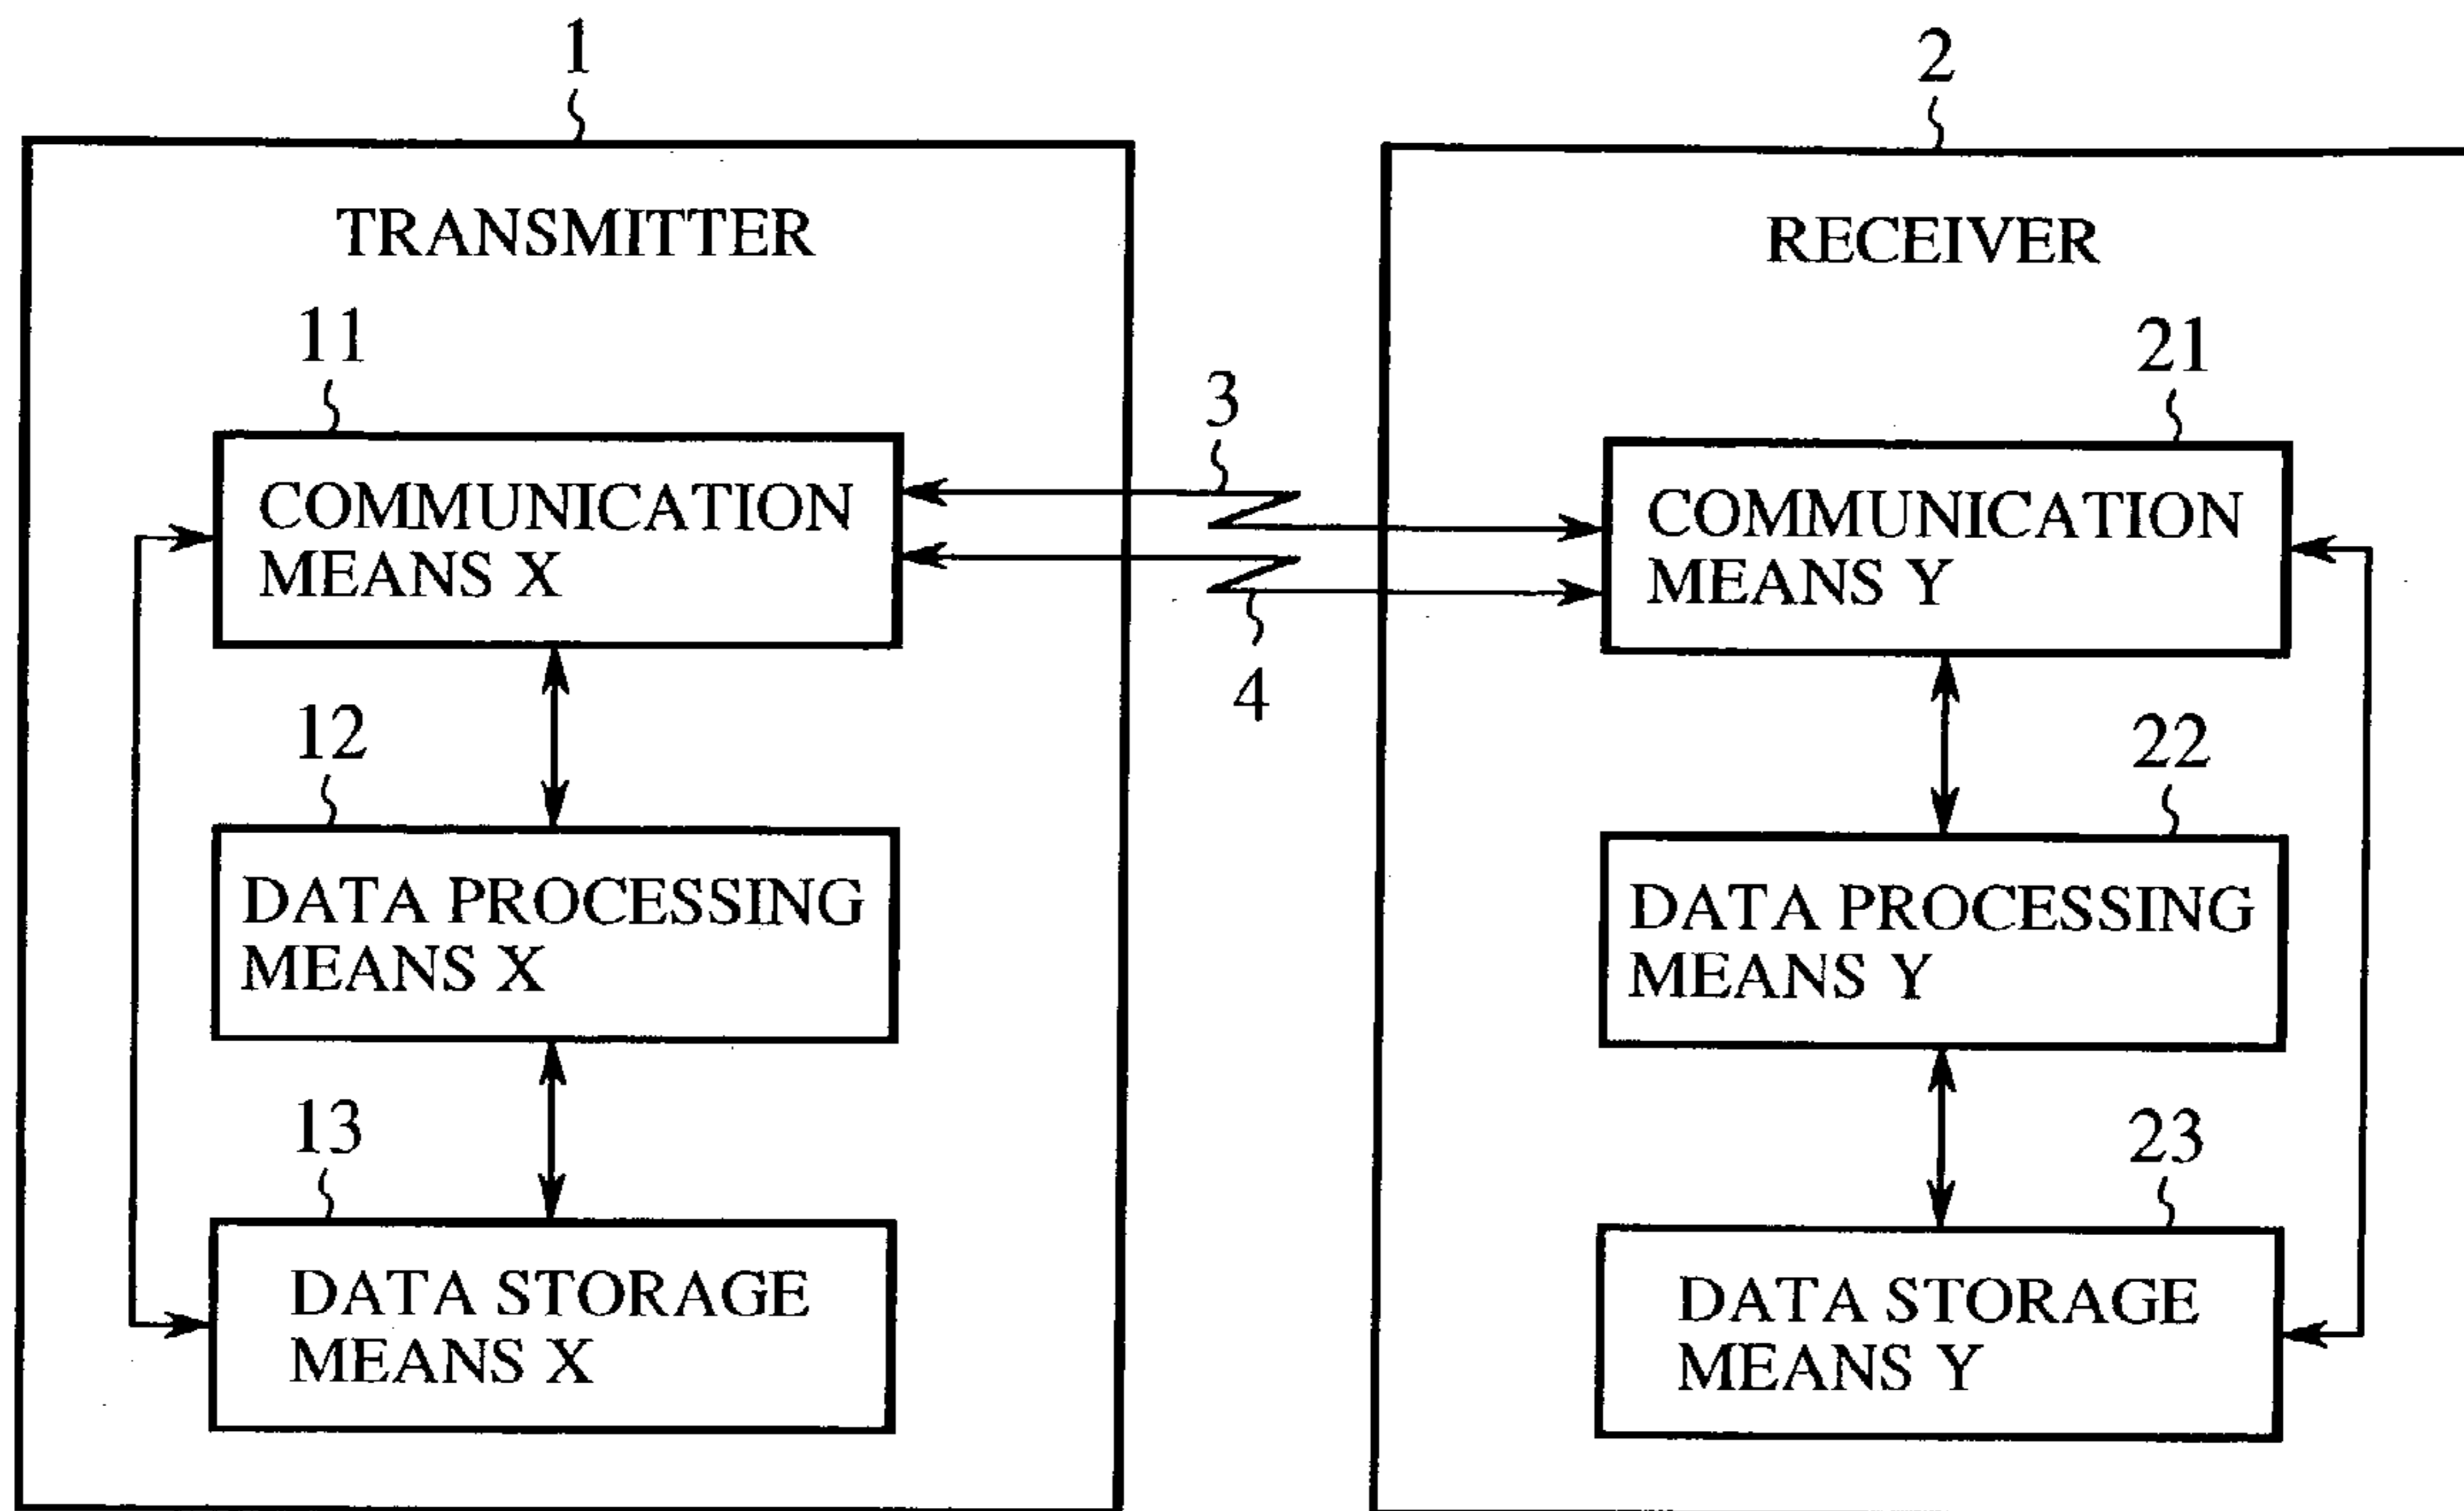 1
2
TRANSMITTER
RECEIVER
11
21
3
COMMUNICATION
MEANS X
COMMUNICATION
MEANS Y
4
12
22
DATA PROCESSING
MEANS X
DATA PROCESSING
MEANS Y
13
23
DATA STORAGE
MEANS X
DATA STORAGE
MEANS Y